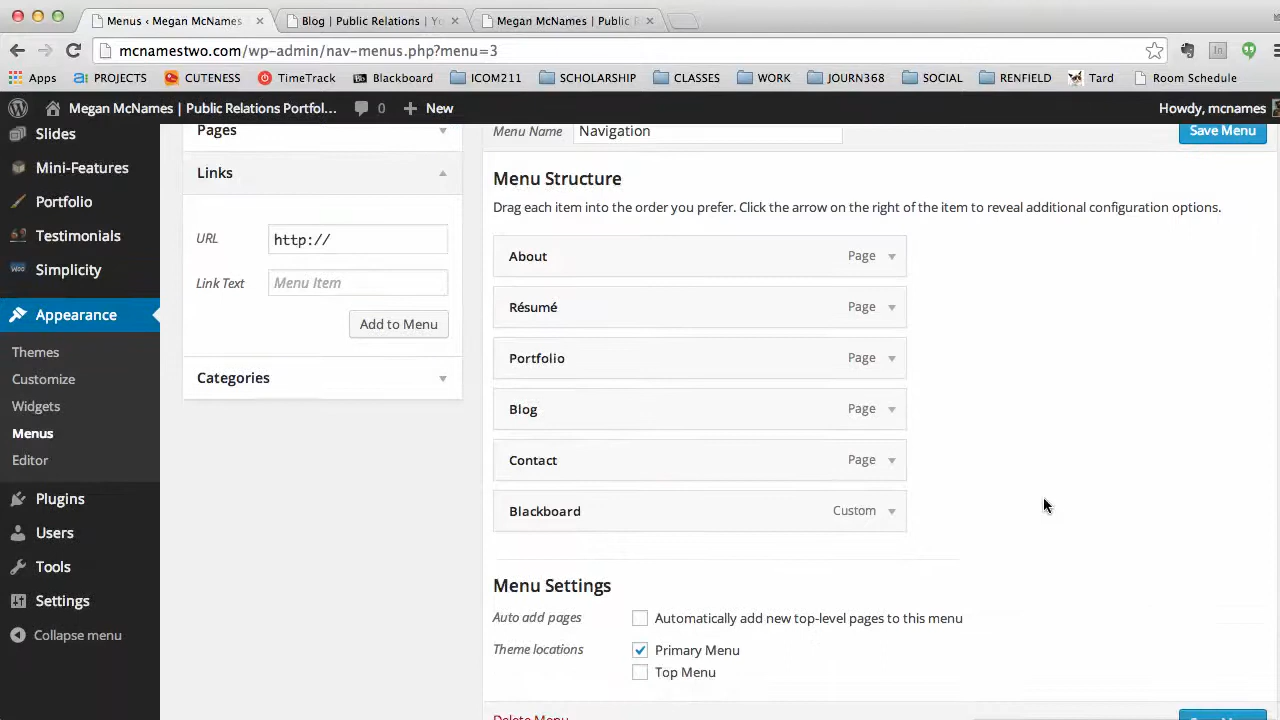 Menus ‹ Megan McNames
Blog | Public Relations | Yo
Megan McNames | Public R
mcnamestwo.com/wp-admin/nav-menus.php?menu=3
Apps PROJECTS CUTENESS TimeTrack Blackboard ICOM211 SCHOLARSHIP CLASSES WORK JOURN368 SOCIAL RENFIELD Tard Room Schedule
Megan McNames | Public Relations Portfol... 0 New Howdy, mcnames
Slides
Mini-Features
Portfolio
Testimonials
Simplicity
Appearance
Themes
Customize
Widgets
Menus
Editor
Plugins
Users
Tools
Settings
Collapse menu
Pages
Links
URL http://
Link Text Menu Item
Add to Menu
Categories
Menu Name Navigation Save Menu
Menu Structure
Drag each item into the order you prefer. Click the arrow on the right of the item to reveal additional configuration options.
About Page
Résumé Page
Portfolio Page
Blog Page
Contact Page
Blackboard Custom
Menu Settings
Auto add pages Automatically add new top-level pages to this menu
Theme locations Primary Menu
Top Menu
Delete Menu